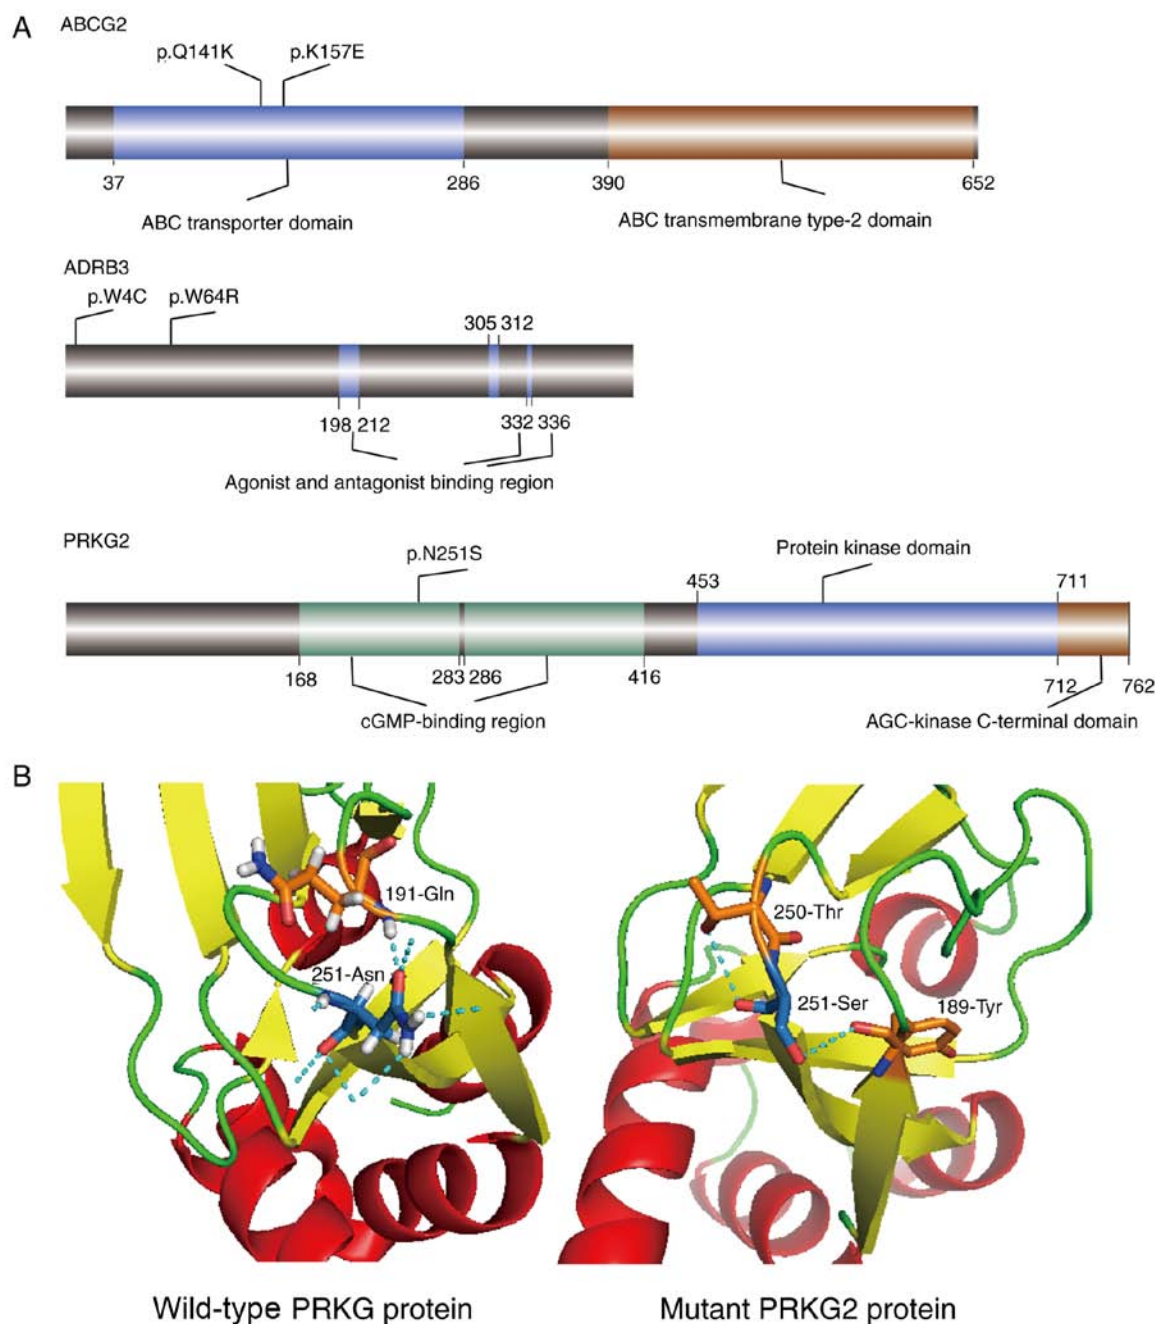 A
ABCG2
p.Q141K p.K157E
37 286 390 652
ABC transporter domain ABC transmembrane type-2 domain
ADRB3
p.W4C p.W64R
305 312
198 212 332 336
Agonist and antagonist binding region
PRKG2
p.N251S Protein kinase domain
453 711
168 283 286 416 712 762
cGMP-binding region AGC-kinase C-terminal domain
B
191-Gln 250-Thr
251-Asn 251-Ser 189-Tyr
Wild-type PRKG protein Mutant PRKG2 protein